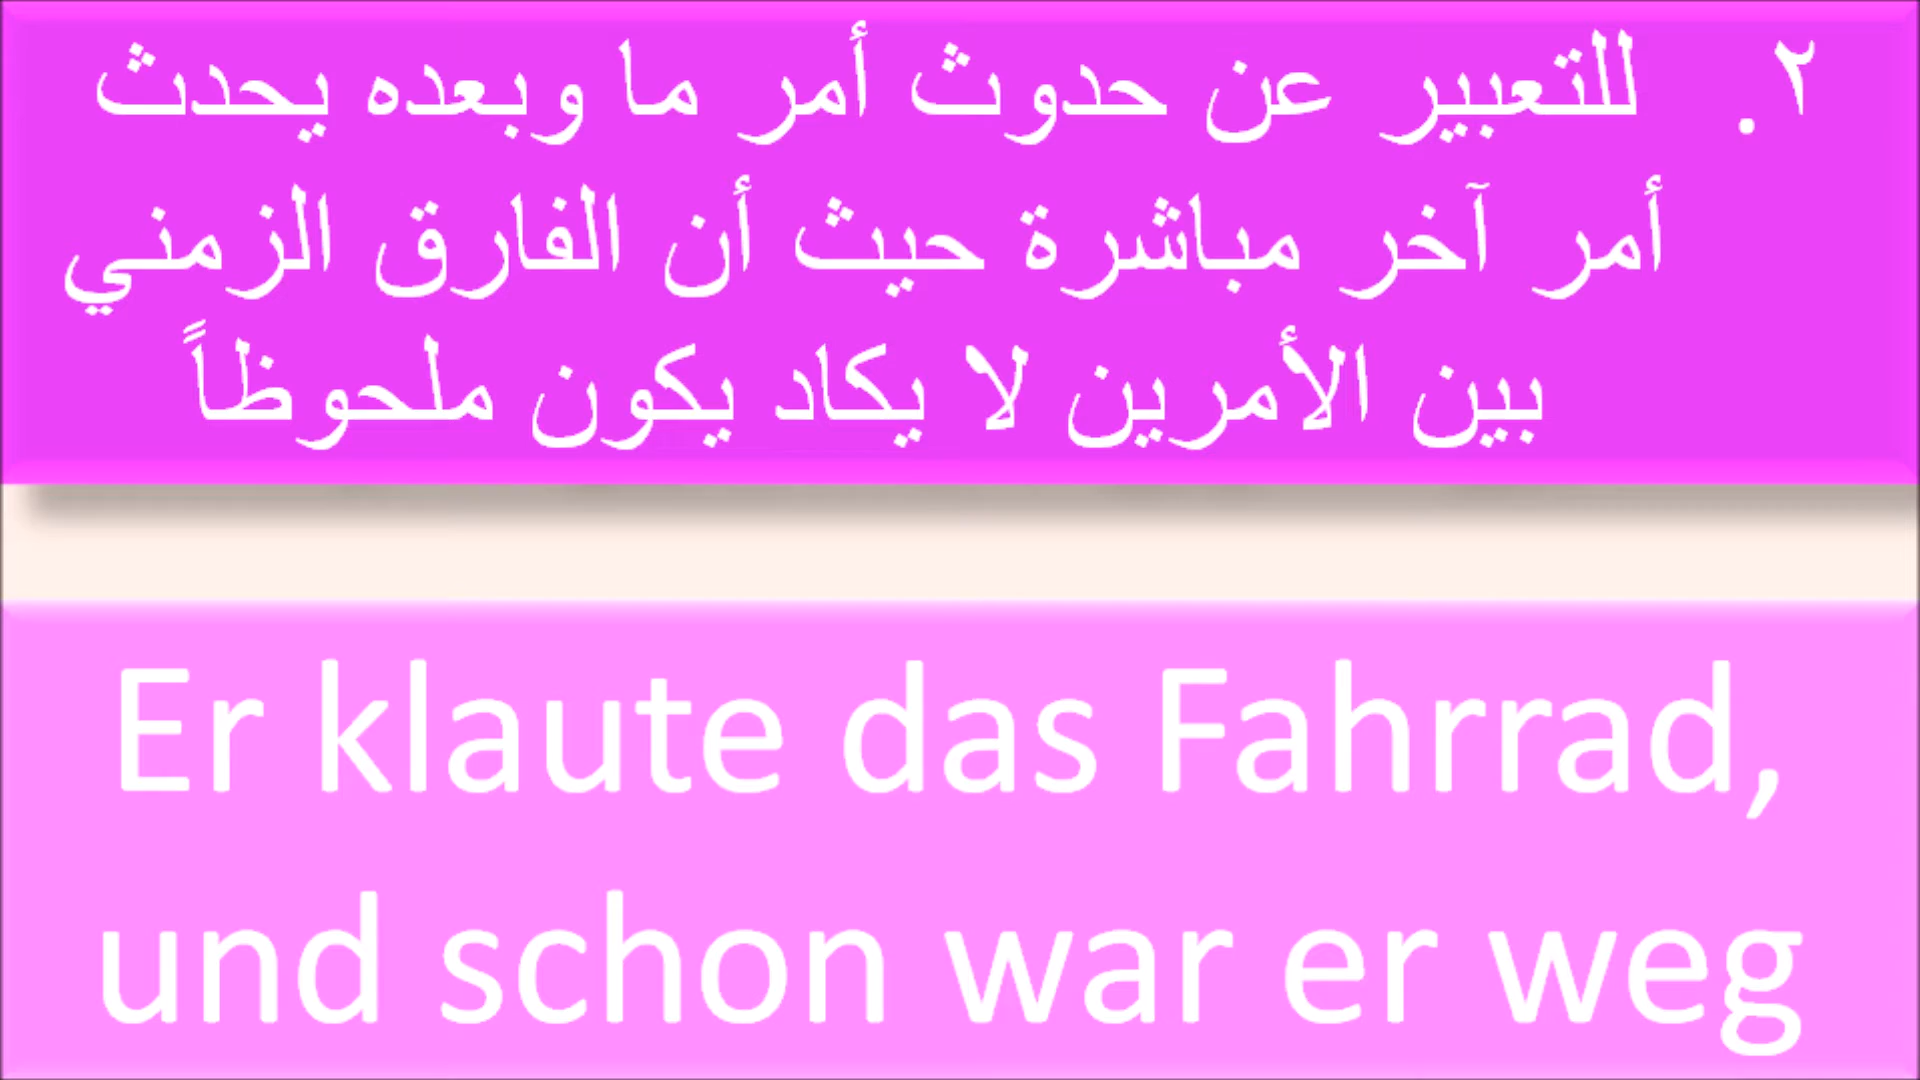 ٢. للتعبير عن حدوث أمر ما وبعده يحدث
أمر آخر مباشرة حيث أن الفارق الزمني
بين الأمرين لا يكاد يكون ملحوظاً
Er klaute das Fahrrad,
und schon war er weg